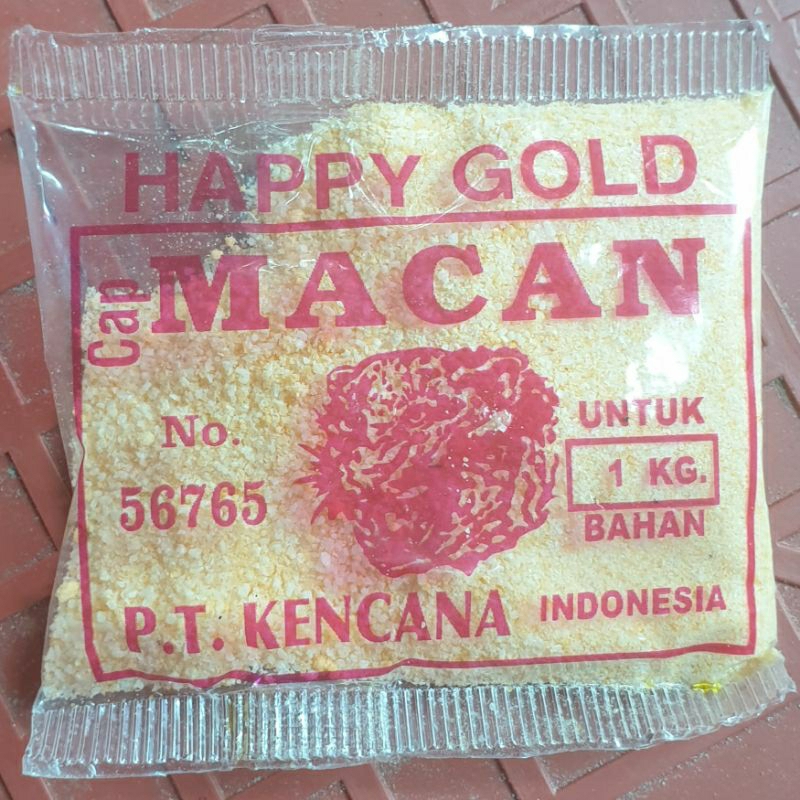 HAPPY GOLD
Cap MACAN
No.
56765
UNTUK
1 KG.
BAHAN
P.T. KENCANA INDONESIA